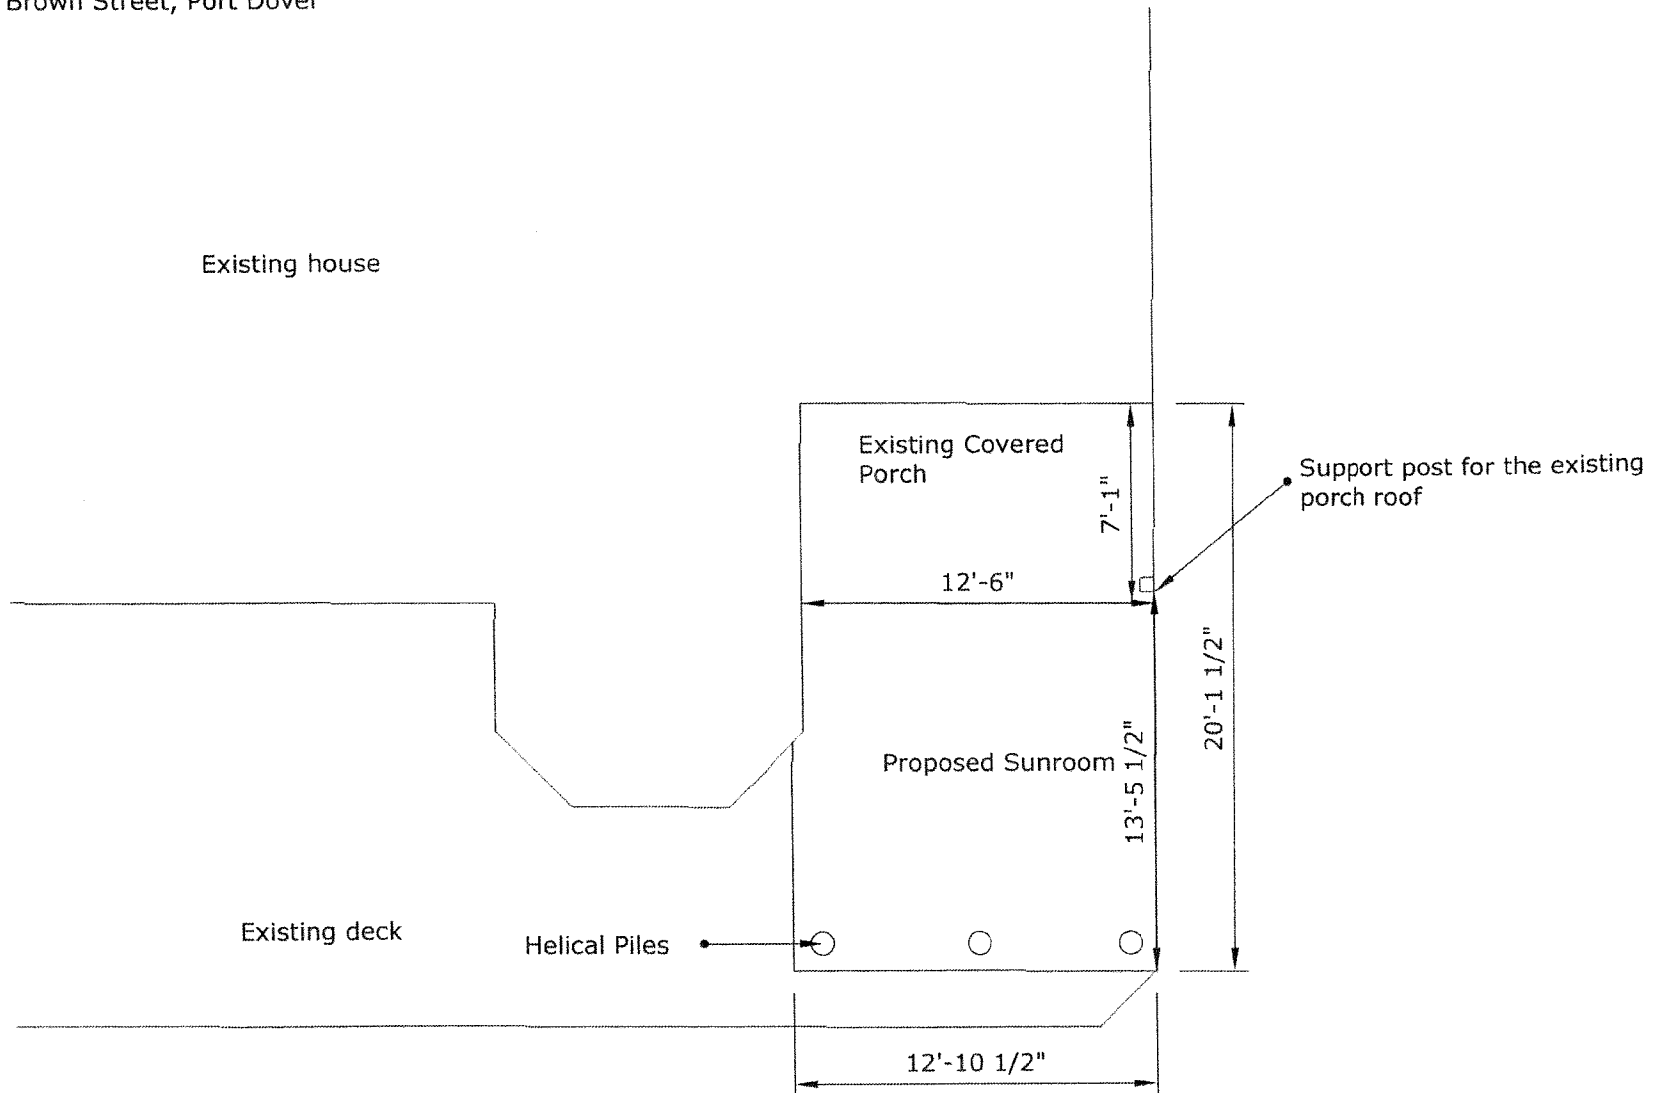 Brown Street, Port Dover
Existing house
Existing Covered
Porch
7'-1"
Support post for the existing
porch roof
12'-6"
20'-1 1/2"
Proposed Sunroom
13'-5 1/2"
Existing deck
Helical Piles
12'-10 1/2"